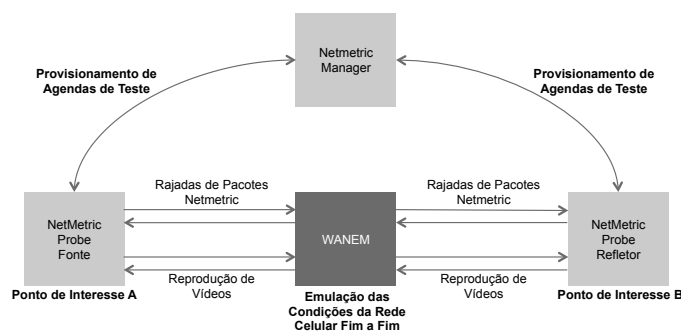 Netmetric
Manager
Provisionamento de
Agendas de Teste
Provisionamento de
Agendas de Teste
Rajadas de Pacotes
Netmetric
Rajadas de Pacotes
Netmetric
NetMetric
Probe
Fonte
WANEM
NetMetric
Probe
Refletor
Reprodução de
Vídeos
Reprodução de
Vídeos
Ponto de Interesse A
Emulação das
Condições da Rede
Celular Fim a Fim
Ponto de Interesse B